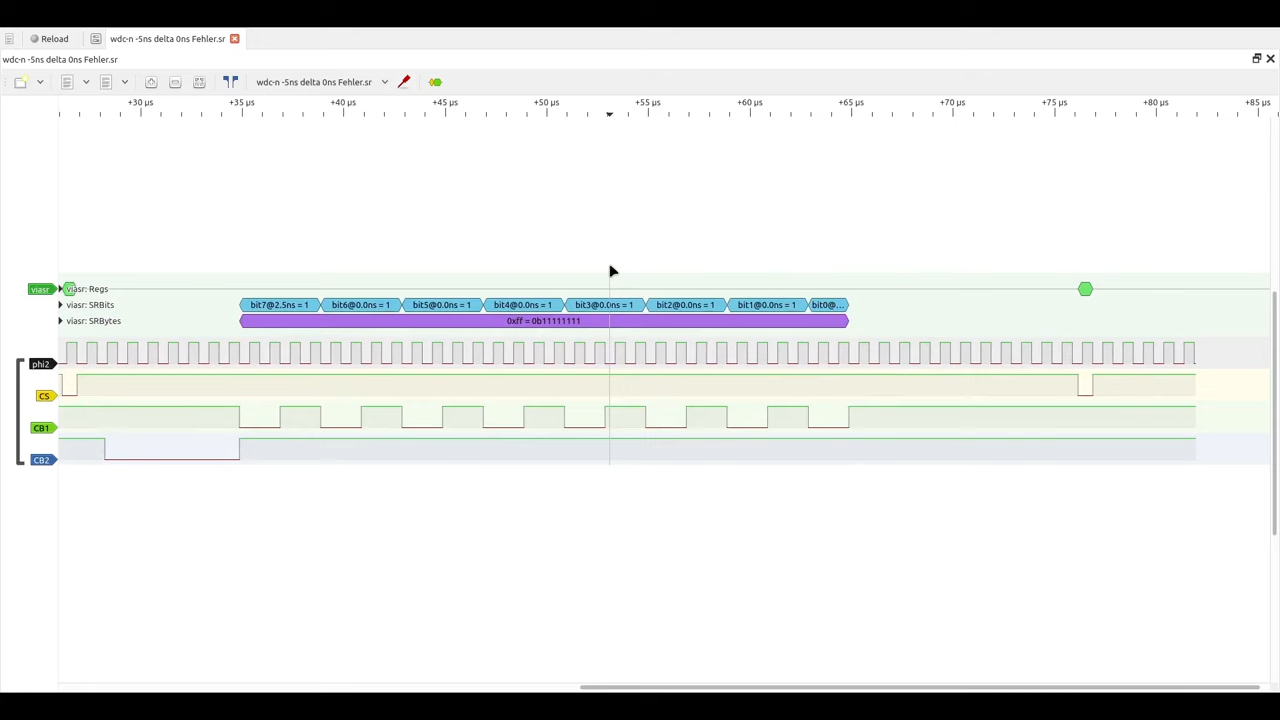 Reload wdc-n -5ns delta 0ns Fehler.sr
wdc-n -5ns delta 0ns Fehler.sr
wdc-n -5ns delta 0ns Fehler.sr
+30 µs +35 µs +40 µs +45 µs +50 µs +55 µs +60 µs +65 µs +70 µs +75 µs +80 µs +85 µs
viasr viasr: Regs
viasr: SRBits bit7@2.5ns = 1 bit6@0.0ns = 1 bit5@0.0ns = 1 bit4@0.0ns = 1 bit3@0.0ns = 1 bit2@0.0ns = 1 bit1@0.0ns = 1 bit0@...
viasr: SRBytes 0xff = 0b11111111
phi2
CS
CB1
CB2